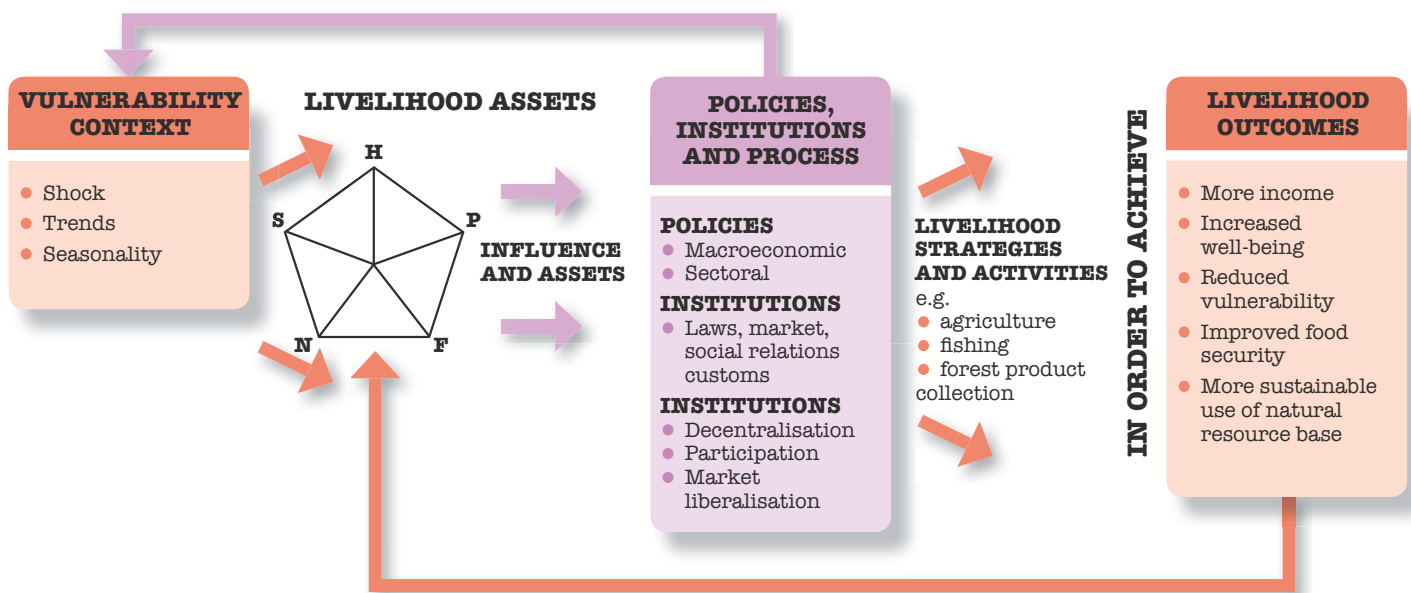 VULNERABILITY
CONTEXT
Shock
Trends
Seasonality
LIVELIHOOD ASSETS
H
S
P
N
F
INFLUENCE
AND ASSETS
POLICIES,
INSTITUTIONS
AND PROCESS
POLICIES
Macroeconomic
Sectoral
INSTITUTIONS
Laws, market,
social relations
customs
INSTITUTIONS
Decentralisation
Participation
Market
liberalisation
LIVELIHOOD
STRATEGIES
AND ACTIVITIES
e.g.
agriculture
fishing
forest product
collection
IN ORDER TO ACHIEVE
LIVELIHOOD
OUTCOMES
More income
Increased
well-being
Reduced
vulnerability
Improved food
security
More sustainable
use of natural
resource base